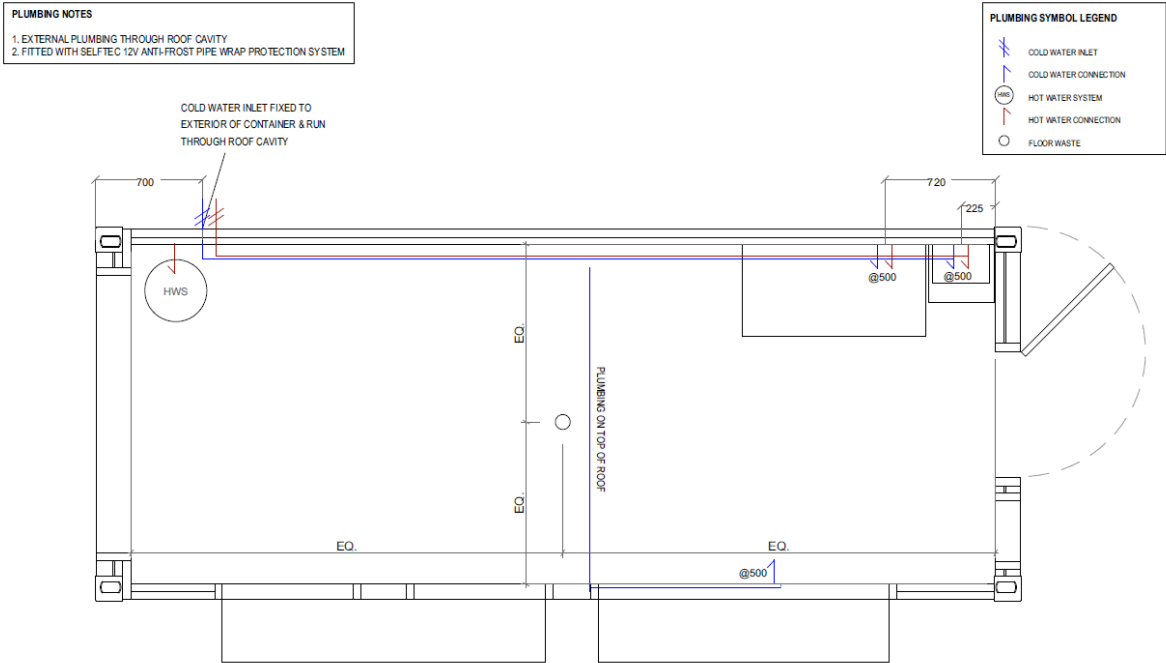 PLUMBING NOTES
1. EXTERNAL PLUMBING THROUGH ROOF CAVITY
2. FITTED WITH SELFTEC 12V ANTI-FROST PIPE WRAP PROTECTION SYSTEM
PLUMBING SYMBOL LEGEND
COLD WATER INLET
COLD WATER CONNECTION
HWS
HOT WATER SYSTEM
HOT WATER CONNECTION
FLOOR WASTE
COLD WATER INLET FIXED TO
EXTERIOR OF CONTAINER & RUN
THROUGH ROOF CAVITY
700
720
225
HWS
@500
@500
EQ.
PLUMBING ON TOP OF ROOF
EQ.
EQ.
EQ.
@500